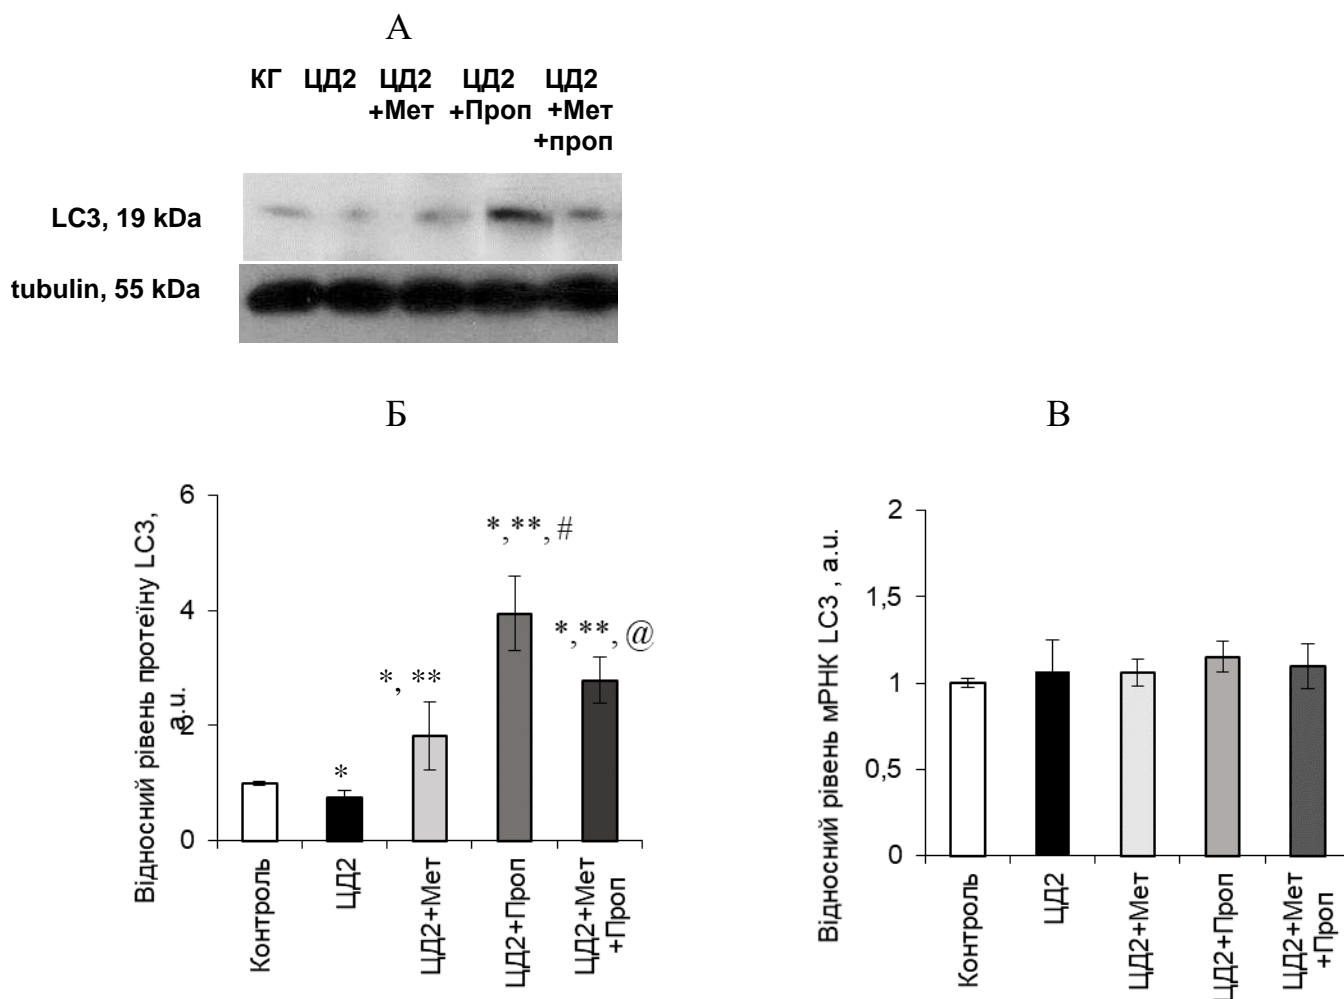 А
КГ ЦД2 ЦД2 ЦД2 ЦД2
+Мет +Проп +Мет
+проп
LC3, 19 kDa
tubulin, 55 kDa
Б
Відносний рівень протеїну LC3,
a.u.
6
4
2
0
*
*, **
*,**, #
*,**, @
Контроль
ЦД2
ЦД2+Мет
ЦД2+Проп
ЦД2+Мет
+Проп
В
Відносний рівень мРНК LC3 , a.u.
2
1,5
1
0,5
0
Контроль
ЦД2
ЦД2+Мет
ЦД2+Проп
ЦД2+Мет
+Проп